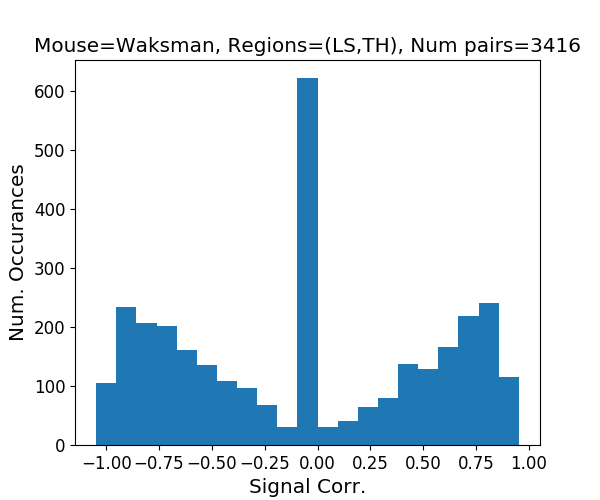 Mouse=Waksman, Regions=(LS,TH), Num pairs=3416
Num. Occurances
600
500
400
300
200
100
0
−1.00 −0.75 −0.50 −0.25 0.00 0.25 0.50 0.75 1.00
Signal Corr.